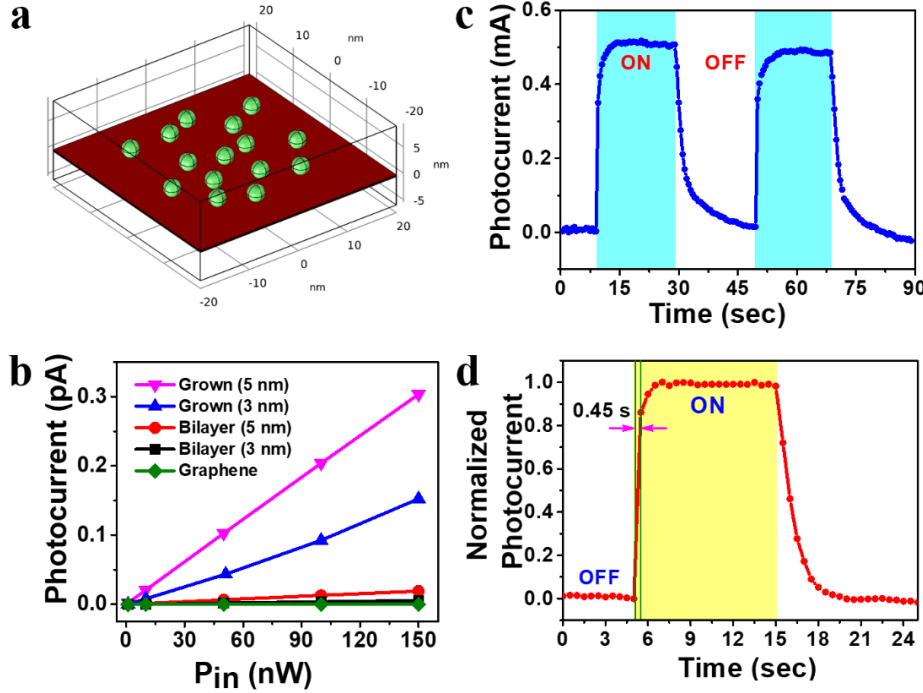 a
20
10
nm
0
-10
-20
5
nm
0
-5
20
10
0
nm
-10
-20
b
Photocurrent (pA)
0.3
0.2
0.1
0.0
Grown (5 nm)
Grown (3 nm)
Bilayer (5 nm)
Bilayer (3 nm)
Graphene
0 30 60 90 120 150
Pin (nW)
c
Photocurrent (mA)
0.6
0.4
0.2
0.0
ON
OFF
0 15 30 45 60 75 90
Time (sec)
d
Normalized
Photocurrent
1.0
0.8
0.6
0.4
0.2
0.0
0.45 s
ON
OFF
0 3 6 9 12 15 18 21 24
Time (sec)